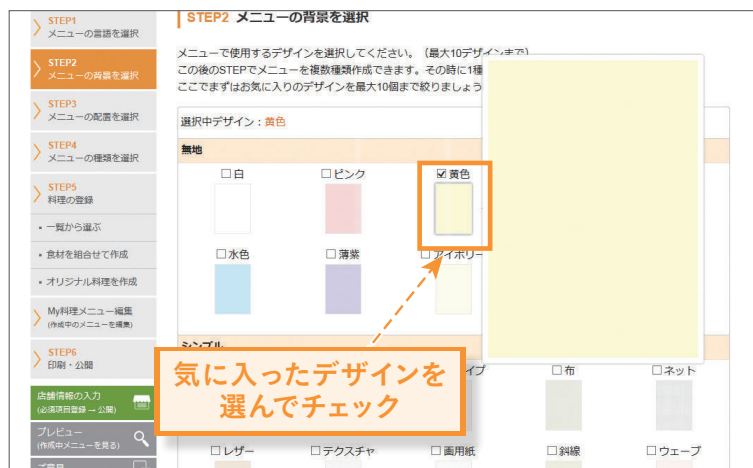 STEP1
メニューの言語を選択
STEP2
メニューの背景を選択
STEP3
メニューの配置を選択
STEP4
メニューの種類を選択
STEP5
料理の登録
・一覧から選ぶ
・食材を組合せて作成
・オリジナル料理を作成
My料理メニュー編集
(作成中のメニューを編集)
STEP6
印刷・公開
店舗情報の入力
(必須項目登録→公開)
プレビュー
(作成中メニューを見る)
STEP2 メニューの背景を選択
メニューで使用するデザインを選択してください。(最大10デザインまで)
この後のSTEPでメニューを複数種類作成できます。その時に1種
ここでまずはお気に入りのデザインを最大10個まで絞りましょう
選択中デザイン:黄色
無地
白 ピンク 黄色
水色 薄紫 アイボリー
シンプル
イプ 布 ネット
気に入ったデザインを
選んでチェック
レザー テクスチャ 画用紙 斜線 ウェーブ